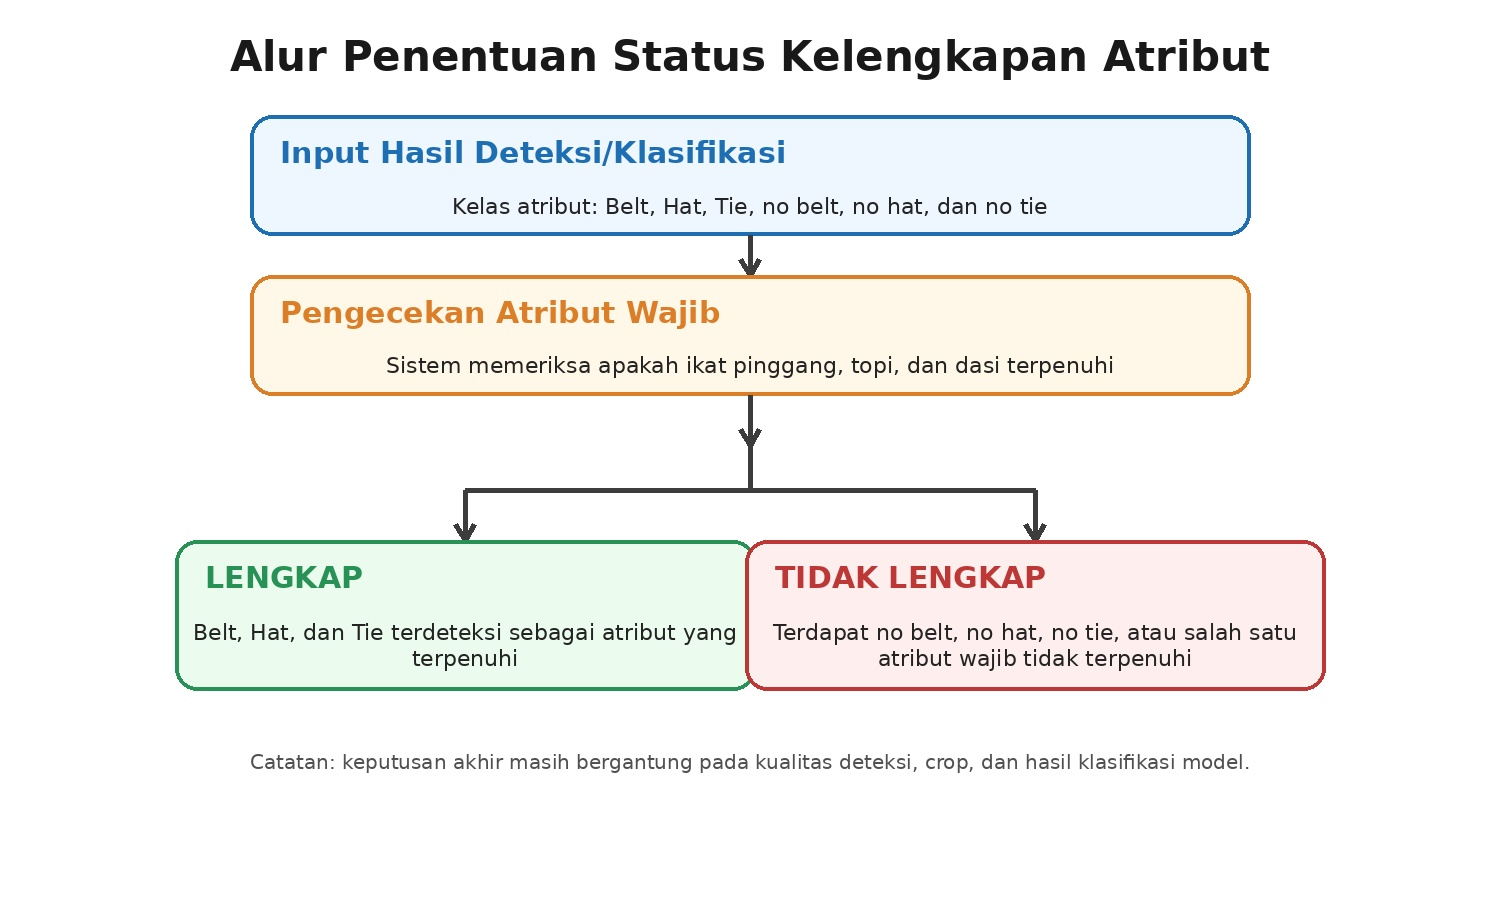 Alur Penentuan Status Kelengkapan Atribut
Input Hasil Deteksi/Klasifikasi
Kelas atribut: Belt, Hat, Tie, no belt, no hat, dan no tie
Pengecekan Atribut Wajib
Sistem memeriksa apakah ikat pinggang, topi, dan dasi terpenuhi
LENGKAP
Belt, Hat, dan Tie terdeteksi sebagai atribut yang
terpenuhi
TIDAK LENGKAP
Terdapat no belt, no hat, no tie, atau salah satu
atribut wajib tidak terpenuhi
Catatan: keputusan akhir masih bergantung pada kualitas deteksi, crop, dan hasil klasifikasi model.